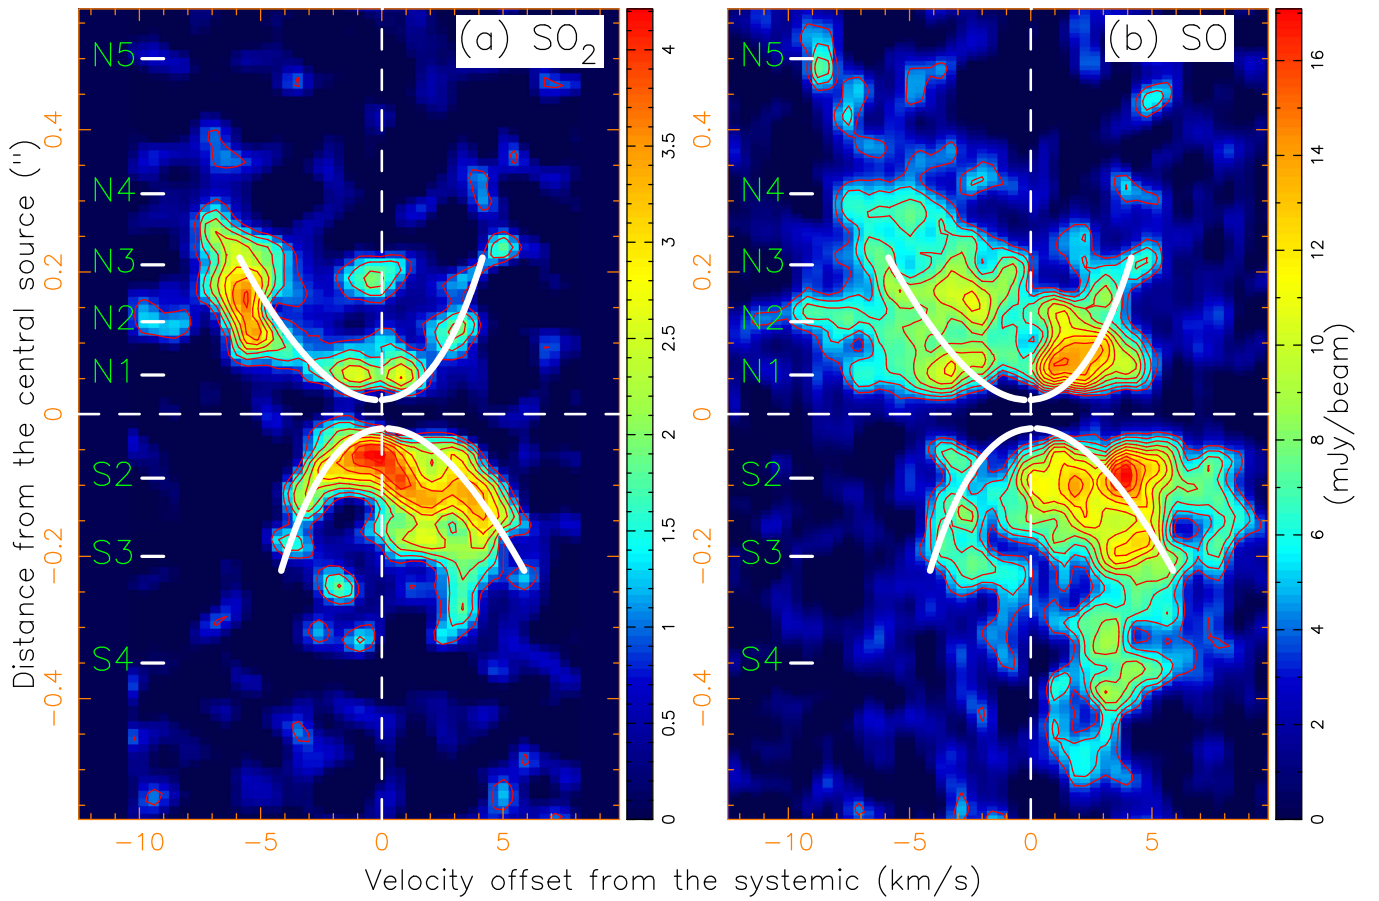 (a) SO2
(b) SO
N5
N4
N3
N2
N1
S2
S3
S4
N5
N4
N3
N2
N1
S2
S3
S4
0.4
0.2
0
−0.2
−0.4
0.4
0.2
0
−0.2
−0.4
Distance from the central source (")
4
3.5
3
2.5
2
1.5
1
0.5
0
16
14
12
10
8
6
4
2
0
(mJy/beam)
−10 −5 0 5
−10 −5 0 5
Velocity offset from the systemic (km/s)